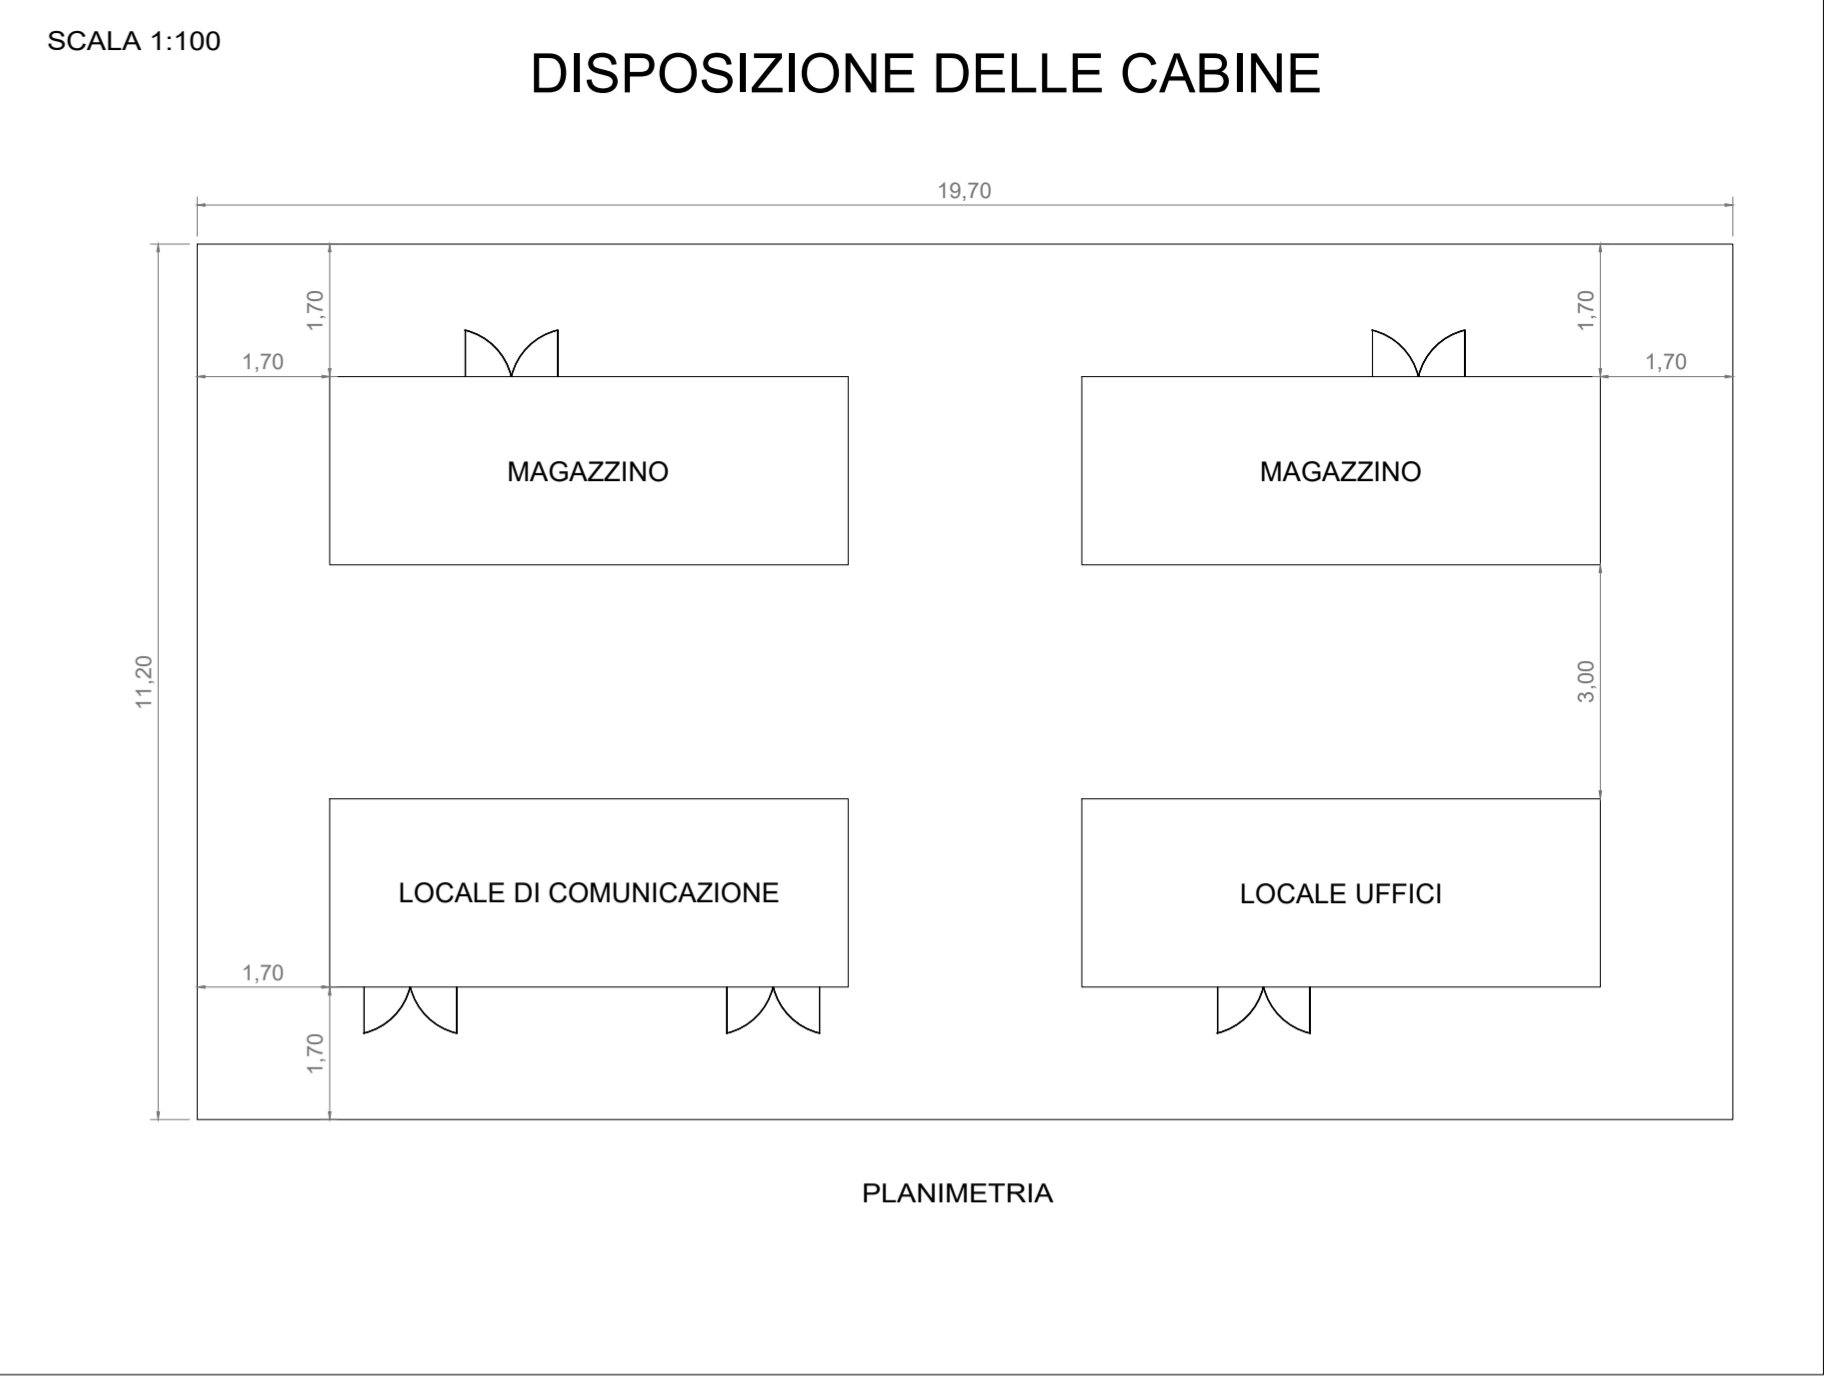 SCALA 1:100
DISPOSIZIONE DELLE CABINE
19,70
1,70
1,70
1,70
1,70
MAGAZZINO
MAGAZZINO
11,20
3,00
LOCALE DI COMUNICAZIONE
LOCALE UFFICI
1,70
1,70
PLANIMETRIA